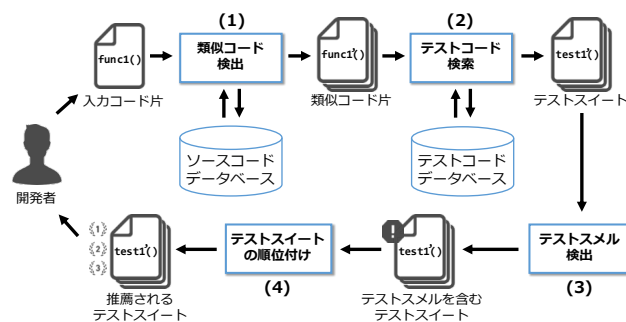 (1)
(2)
func1()
類似コード
検出
func1'()
テストコード
検索
test1'()
入力コード片
類似コード片
テストスイート
ソースコード
データベース
テストコード
データベース
開発者
1
2
3
test1'()
テストスイート
の順位付け
!
test1'()
テストスメル
検出
(4)
(3)
推薦される
テストスイート
テストスメルを含む
テストスイート